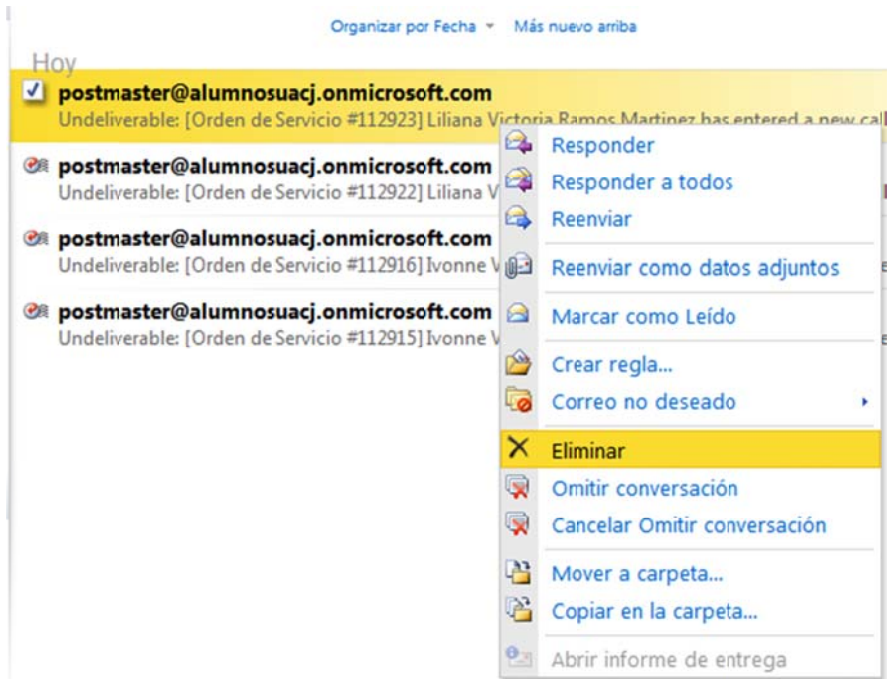 Organizar por Fecha Más nuevo arriba
Hoy
postmaster@alumnosuacj.onmicrosoft.com
Undeliverable: [Orden de Servicio #112923] Liliana Victoria Ramos Martinez has entered a new call
postmaster@alumnosuacj.onmicrosoft.com
Undeliverable: [Orden de Servicio #112922] Liliana V
postmaster@alumnosuacj.onmicrosoft.com
Undeliverable: [Orden de Servicio #112916] Ivonne V
postmaster@alumnosuacj.onmicrosoft.com
Undeliverable: [Orden de Servicio #112915] Ivonne V
Responder
Responder a todos
Reenviar
Reenviar como datos adjuntos
Marcar como Leído
Crear regla...
Correo no deseado
Eliminar
Omitir conversación
Cancelar Omitir conversación
Mover a carpeta...
Copiar en la carpeta...
Abrir informe de entrega